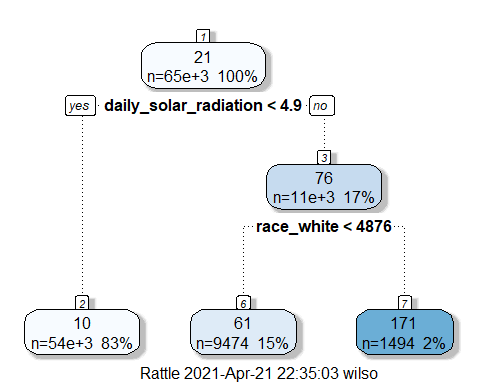 1
21
n=65e+3 100%
yes daily_solar_radiation < 4.9 no
3
76
n=11e+3 17%
race_white < 4876
2 6 7
10 61 171
n=54e+3 83% n=9474 15% n=1494 2%
Rattle 2021-Apr-21 22:35:03 wilso